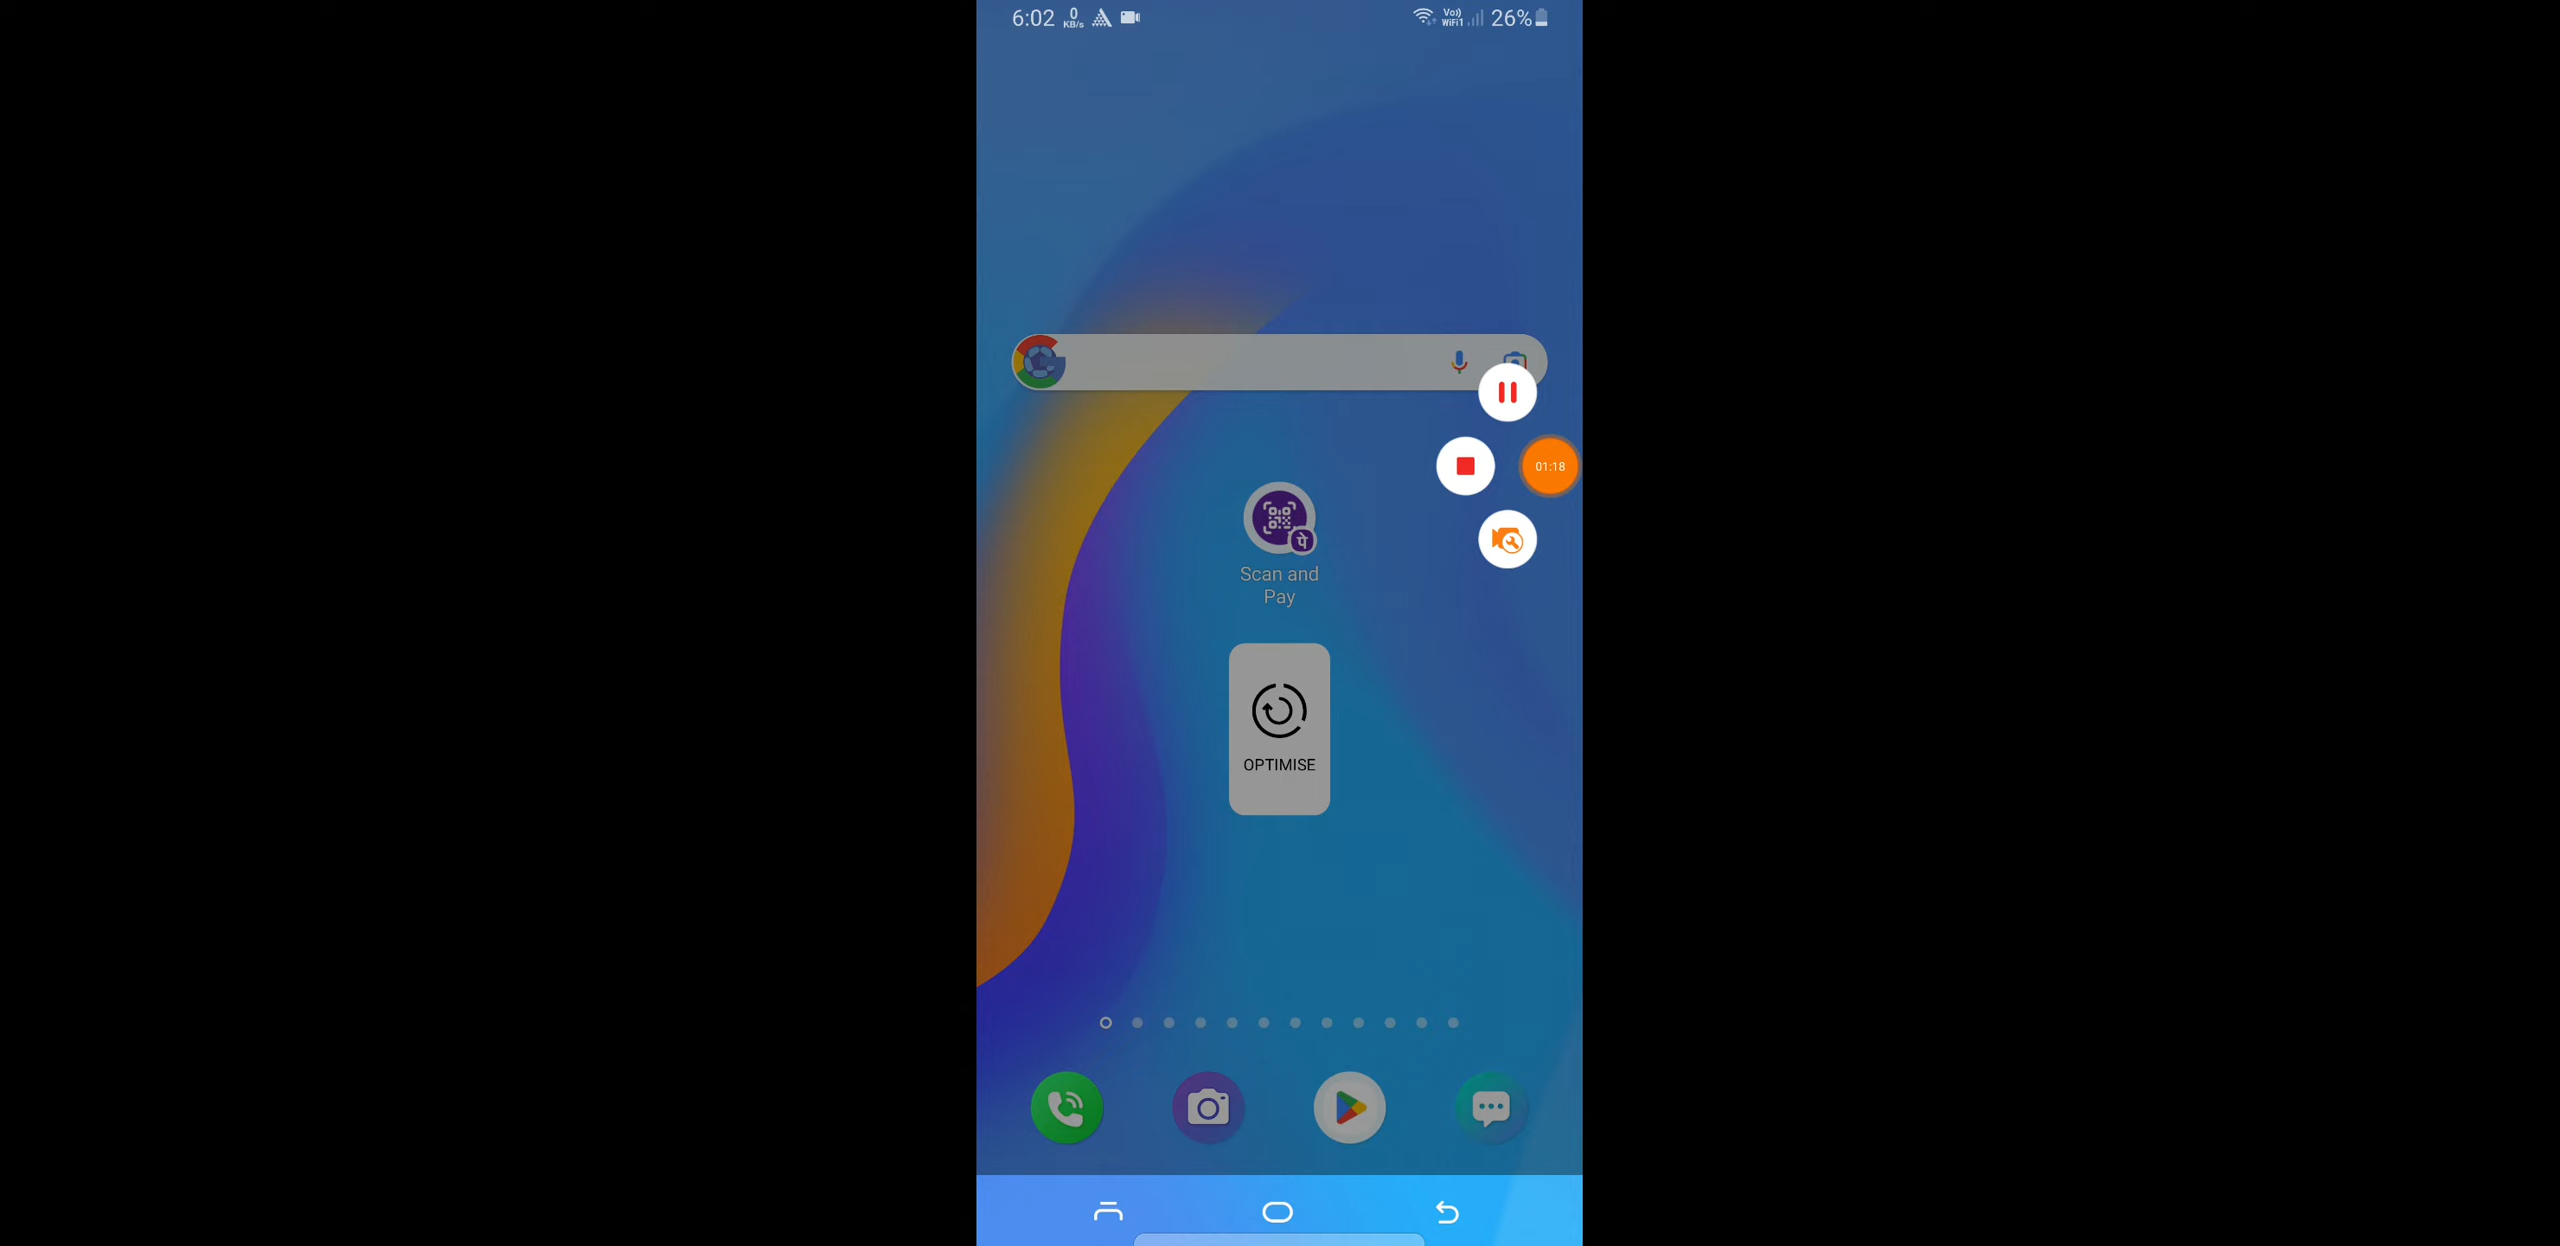 6:02 0 KB/s Vo)) WiFi1 26%
01:18
पे
Scan and
Pay
OPTIMISE